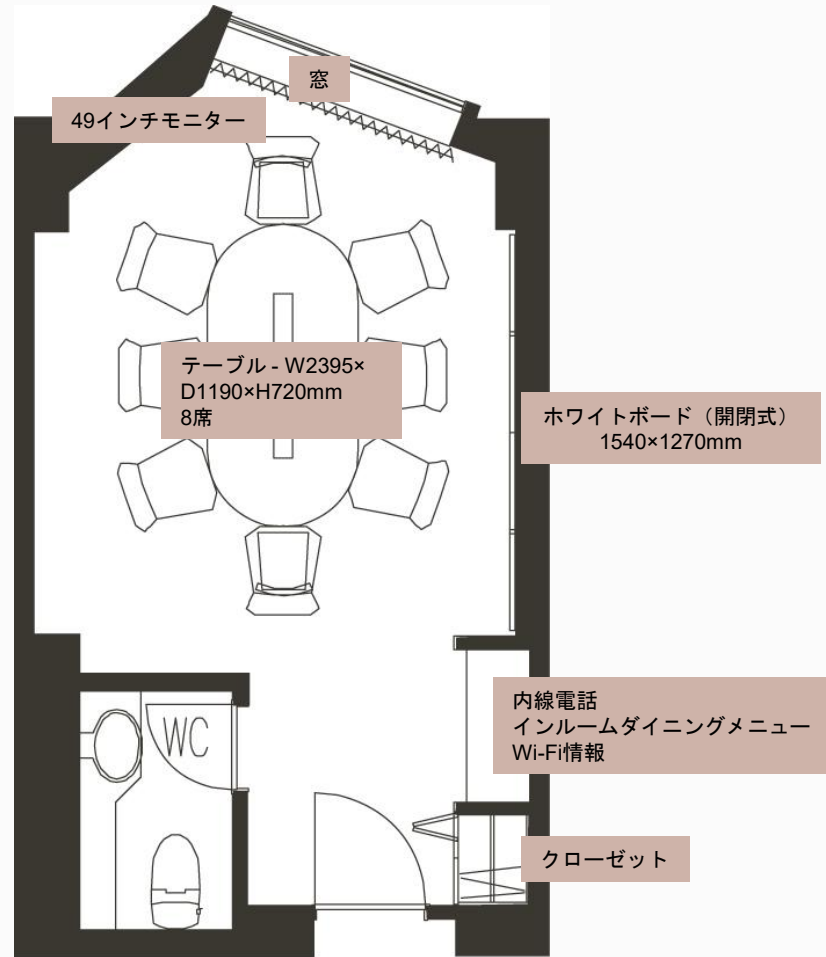 窓
49インチモニター
テーブル - W2395×
D1190×H720mm
8席
ホワイトボード（開閉式）
1540×1270mm
内線電話
インルームダイニングメニュー
Wi-Fi情報
WC
クローゼット